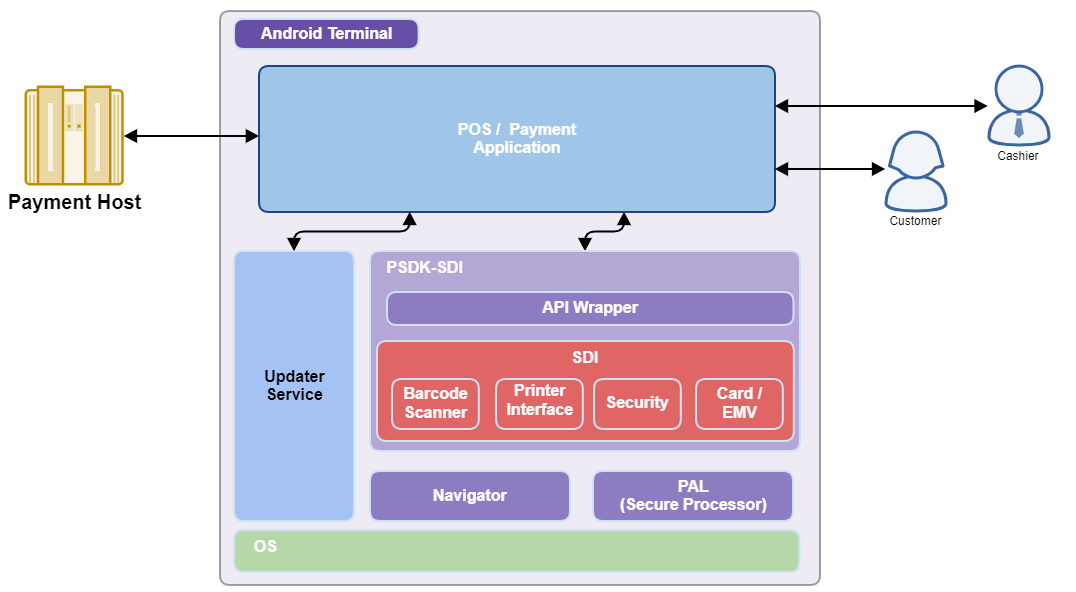 Android Terminal
POS /  Payment
Application
Payment Host
Cashier
Customer
PSDK-SDI
API Wrapper
SDI
Barcode
Scanner
Printer
Interface
Security
Card /
EMV
Updater
Service
Navigator
PAL
(Secure Processor)
OS